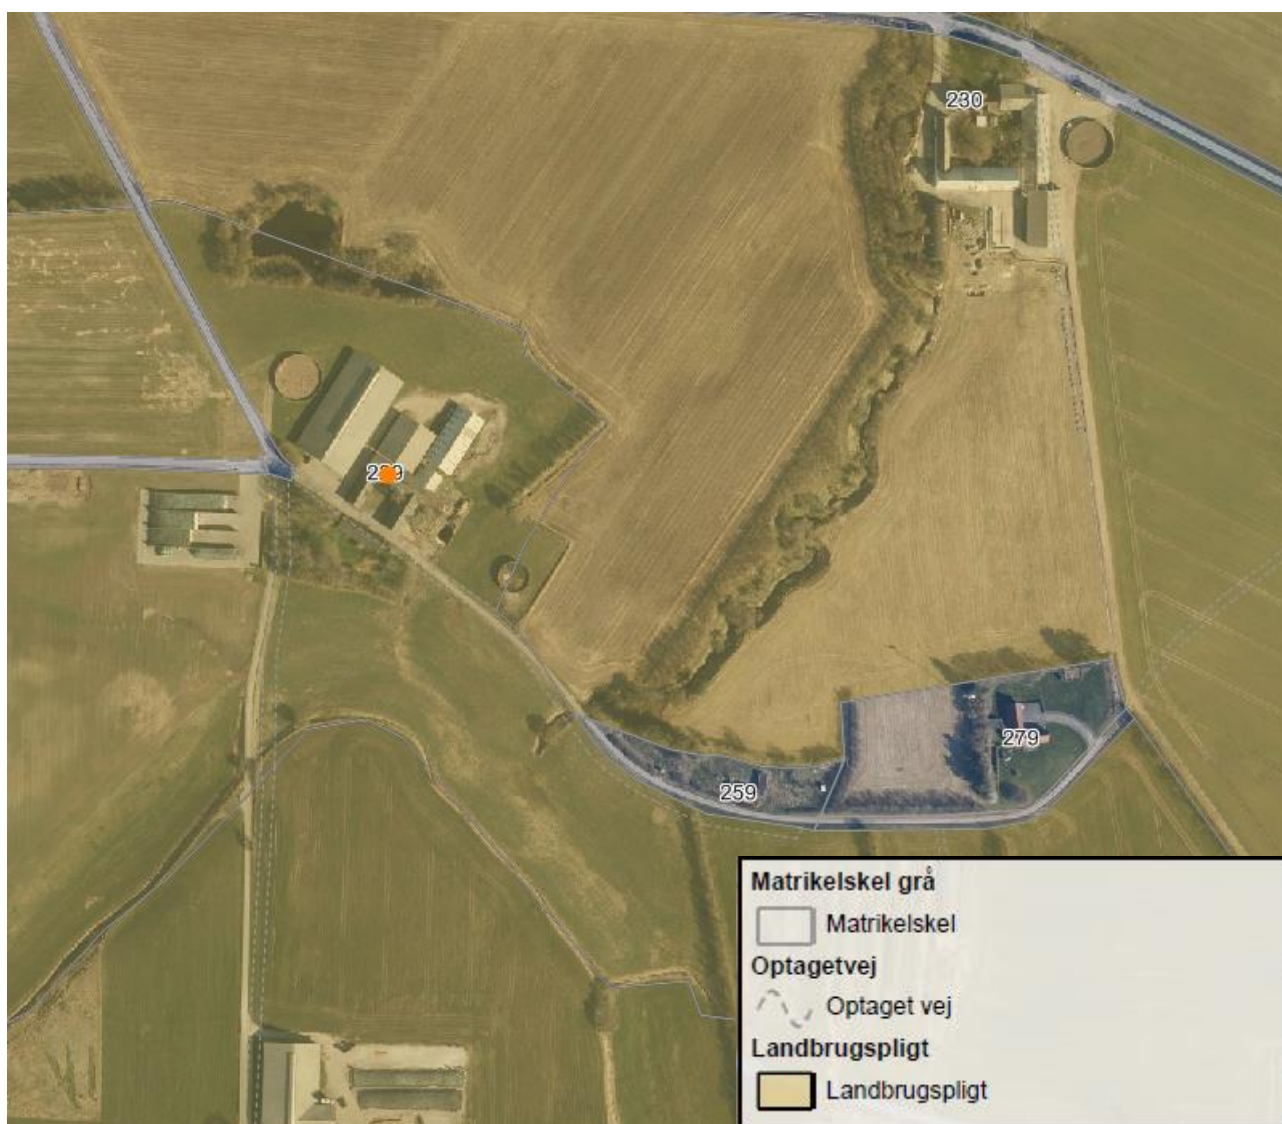 230
279
259
Matrikelskel grå
Matrikelskel
Optagetvej
Optaget vej
Landbrugspligt
Landbrugspligt